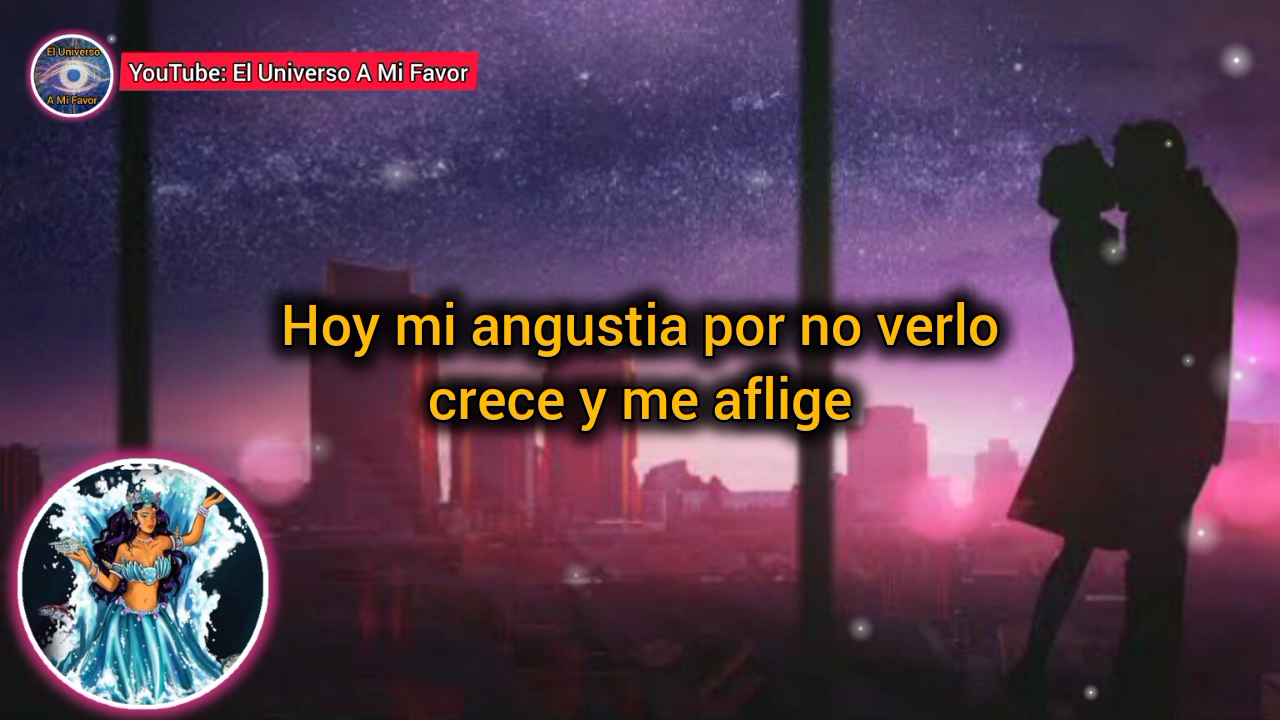 El Universo
A Mi Favor
YouTube: El Universo A Mi Favor
Hoy mi angustia por no verlo
crece y me aflige